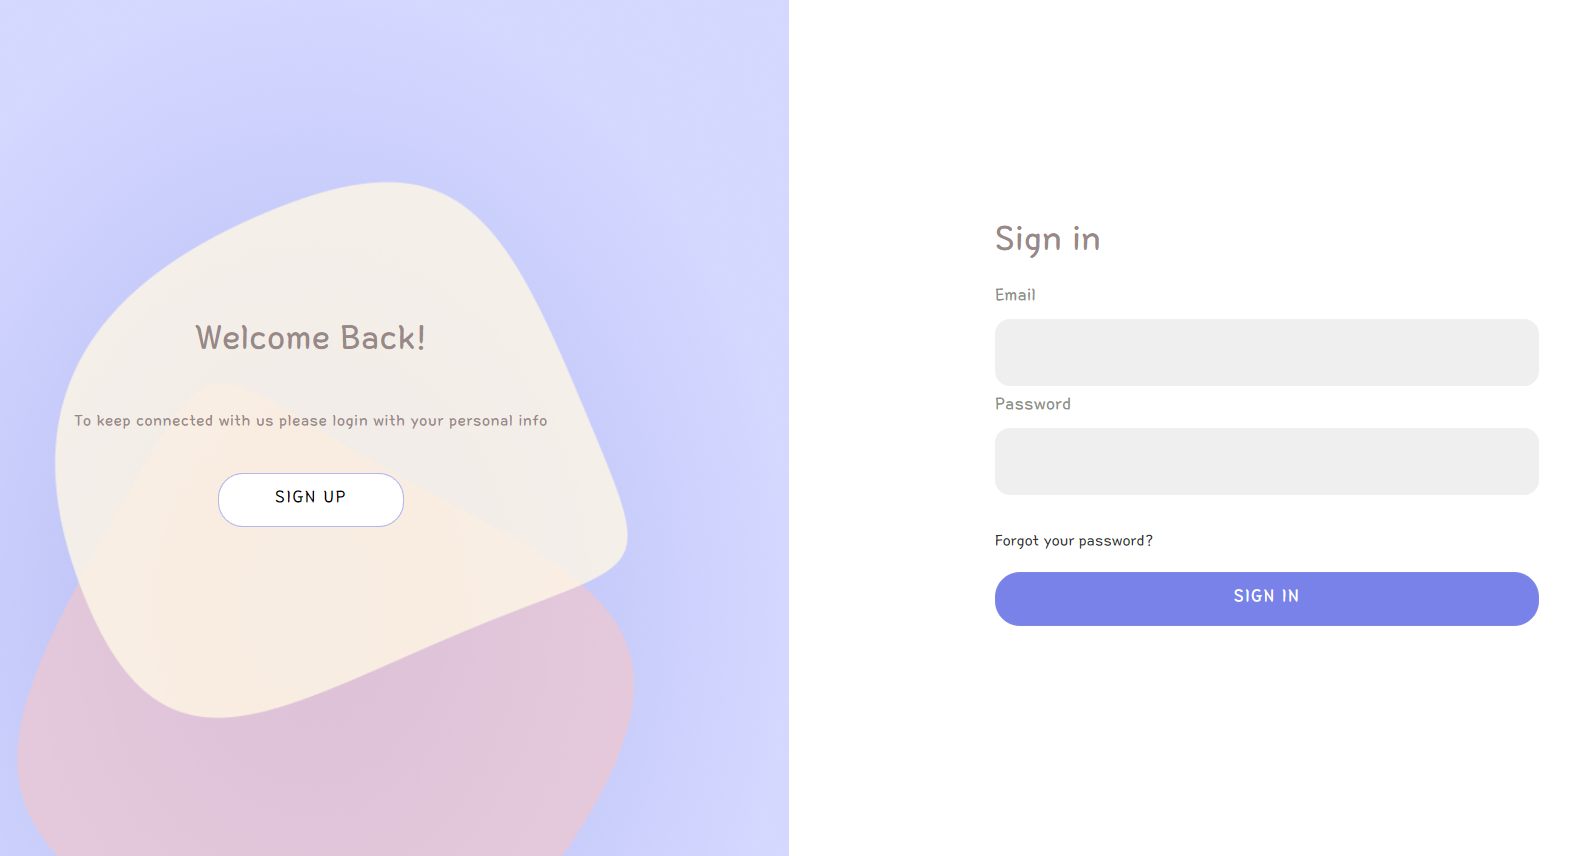 Welcome Back!
To keep connected with us please login with your personal info
SIGN UP
Sign in
Email
Password
Forgot your password?
SIGN IN